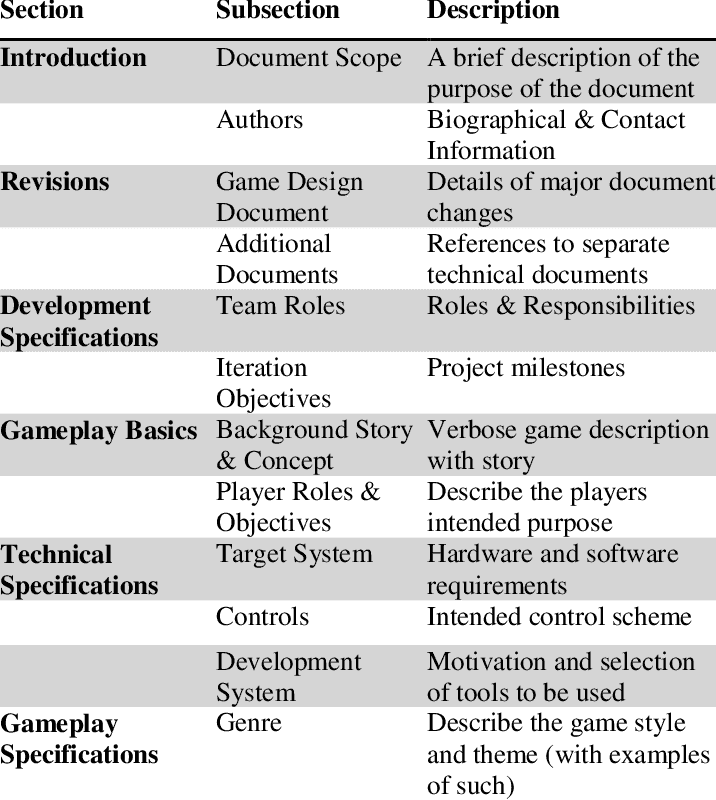 Section Subsection Description
Introduction Document Scope A brief description of the
purpose of the document
Authors Biographical & Contact
Information
Revisions Game Design Details of major document
Document changes
Additional References to separate
Documents technical documents
Development Team Roles Roles & Responsibilities
Specifications
Iteration Project milestones
Objectives
Gameplay Basics Background Story Verbose game description
& Concept with story
Player Roles & Describe the players
Objectives intended purpose
Technical Target System Hardware and software
Specifications requirements
Controls Intended control scheme
Development Motivation and selection
System of tools to be used
Gameplay Genre Describe the game style
Specifications and theme (with examples
of such)